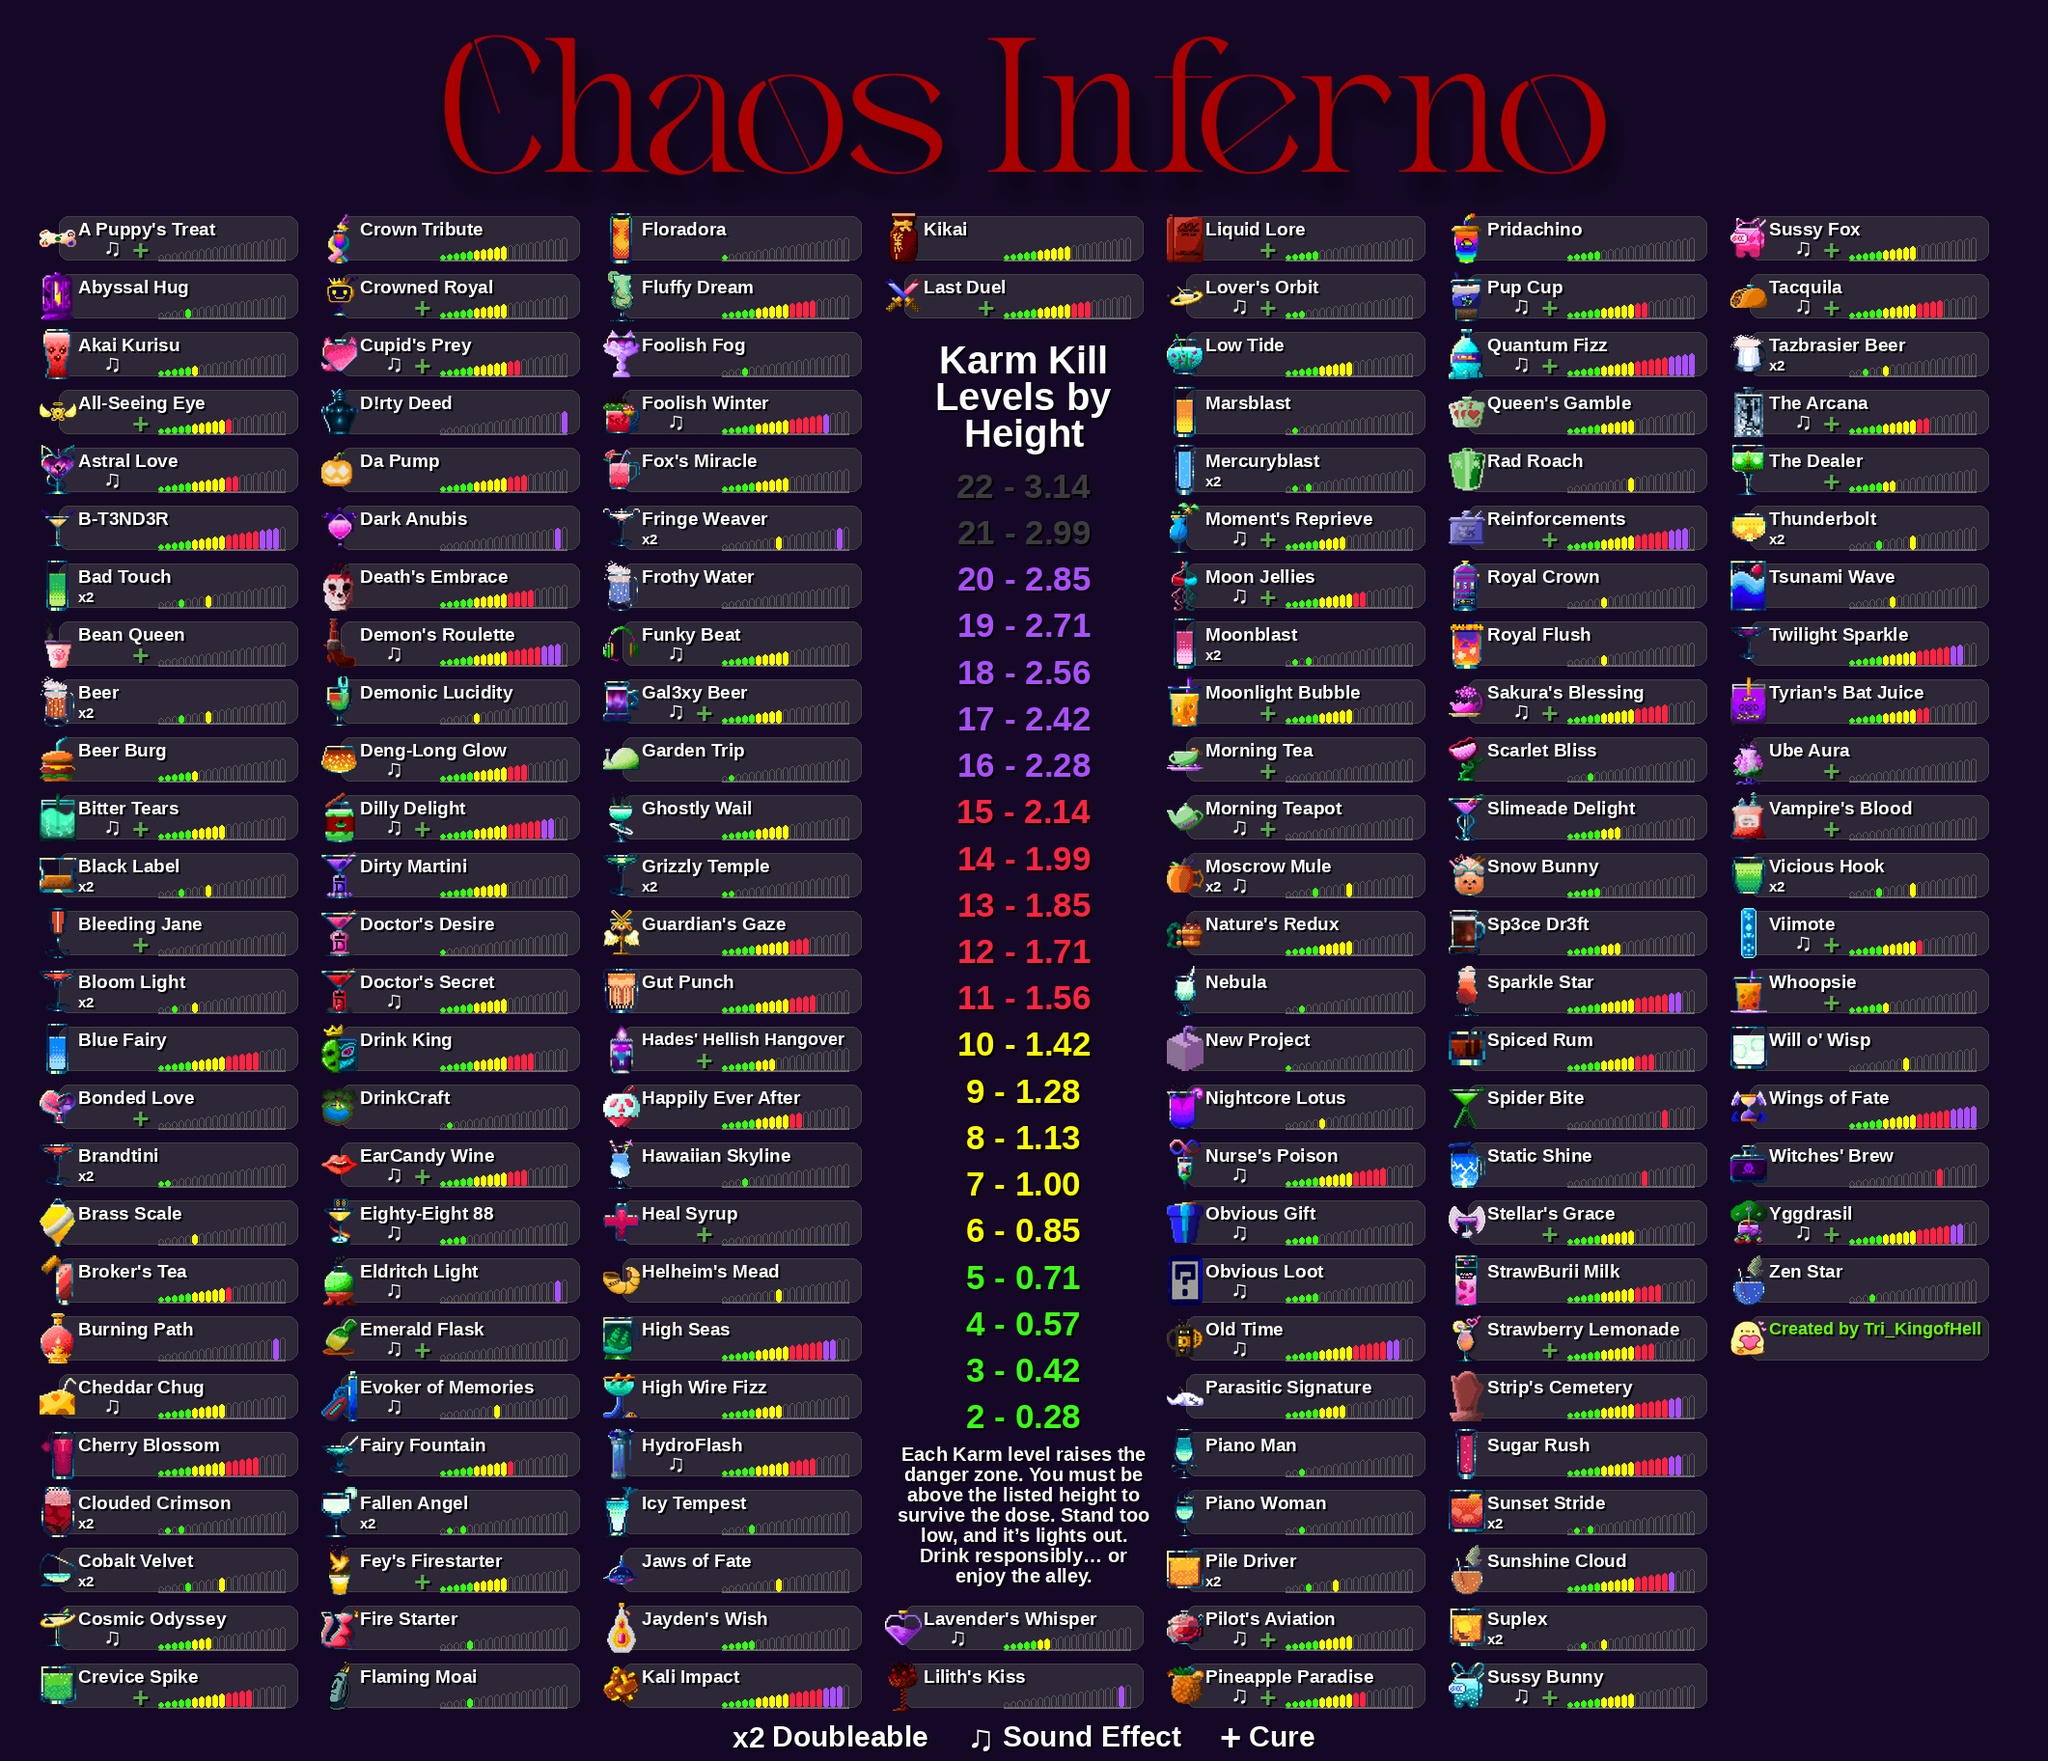 Chaos Inferno
A Puppy's Treat
♫ +
Abyssal Hug
Akai Kurisu
♫
All-Seeing Eye
+
Astral Love
♫
B-T3ND3R
Bad Touch
x2
Bean Queen
+
Beer
x2
Beer Burg
Bitter Tears
♫ +
Black Label
x2
Bleeding Jane
+
Bloom Light
x2
Blue Fairy
Bonded Love
+
Brandtini
x2
Brass Scale
Broker's Tea
Burning Path
Cheddar Chug
♫
Cherry Blossom
Clouded Crimson
x2
Cobalt Velvet
x2
Cosmic Odyssey
♫
Crevice Spike
+
Crown Tribute
Crowned Royal
+
Cupid's Prey
♫ +
D!rty Deed
Da Pump
Dark Anubis
Death's Embrace
Demon's Roulette
♫
Demonic Lucidity
Deng-Long Glow
♫
Dilly Delight
♫ +
Dirty Martini
Doctor's Desire
Doctor's Secret
♫
Drink King
DrinkCraft
EarCandy Wine
♫ +
Eighty-Eight 88
♫
Eldritch Light
♫
Emerald Flask
♫ +
Evoker of Memories
♫
Fairy Fountain
Fallen Angel
x2
Fey's Firestarter
+
Fire Starter
Flaming Moai
Floradora
Fluffy Dream
Foolish Fog
Foolish Winter
♫
Fox's Miracle
Fringe Weaver
x2
Frothy Water
Funky Beat
♫
Gal3xy Beer
♫ +
Garden Trip
Ghostly Wail
Grizzly Temple
x2
Guardian's Gaze
Gut Punch
Hades' Hellish Hangover
+
Happily Ever After
Hawaiian Skyline
Heal Syrup
+
Helheim's Mead
High Seas
High Wire Fizz
HydroFlash
♫
Icy Tempest
Jaws of Fate
Jayden's Wish
Kali Impact
Kikai
Last Duel
+
Karm Kill
Levels by
Height
22 - 3.14
21 - 2.99
20 - 2.85
19 - 2.71
18 - 2.56
17 - 2.42
16 - 2.28
15 - 2.14
14 - 1.99
13 - 1.85
12 - 1.71
11 - 1.56
10 - 1.42
9 - 1.28
8 - 1.13
7 - 1.00
6 - 0.85
5 - 0.71
4 - 0.57
3 - 0.42
2 - 0.28
Each Karm level raises the
danger zone. You must be
above the listed height to
survive the dose. Stand too
low, and it's lights out.
Drink responsibly… or
enjoy the alley.
Lavender's Whisper
♫
Lilith's Kiss
Liquid Lore
+
Lover's Orbit
♫ +
Low Tide
Marsblast
Mercuryblast
x2
Moment's Reprieve
♫ +
Moon Jellies
♫ +
Moonblast
x2
Moonlight Bubble
+
Morning Tea
+
Morning Teapot
♫ +
Moscrow Mule
x2 ♫
Nature's Redux
Nebula
New Project
Nightcore Lotus
Nurse's Poison
♫
Obvious Gift
♫
Obvious Loot
♫
Old Time
♫
Parasitic Signature
Piano Man
Piano Woman
Pile Driver
x2
Pilot's Aviation
♫ +
Pineapple Paradise
♫ +
Pridachino
Pup Cup
♫ +
Quantum Fizz
♫ +
Queen's Gamble
Rad Roach
Reinforcements
+
Royal Crown
Royal Flush
Sakura's Blessing
♫ +
Scarlet Bliss
Slimeade Delight
Snow Bunny
Sp3ce Dr3ft
Sparkle Star
Spiced Rum
Spider Bite
Static Shine
Stellar's Grace
+
StrawBurii Milk
Strawberry Lemonade
+
Strip's Cemetery
Sugar Rush
Sunset Stride
x2
Sunshine Cloud
Suplex
x2
Sussy Bunny
♫ +
Sussy Fox
♫ +
Tacquila
♫ +
Tazbrasier Beer
x2
The Arcana
♫ +
The Dealer
+
Thunderbolt
x2
Tsunami Wave
Twilight Sparkle
Tyrian's Bat Juice
Ube Aura
+
Vampire's Blood
+
Vicious Hook
x2
Viimote
♫ +
Whoopsie
+
Will o' Wisp
Wings of Fate
Witches' Brew
Yggdrasil
♫ +
Zen Star
Created by Tri_KingofHell
x2 Doubleable ♫ Sound Effect + Cure